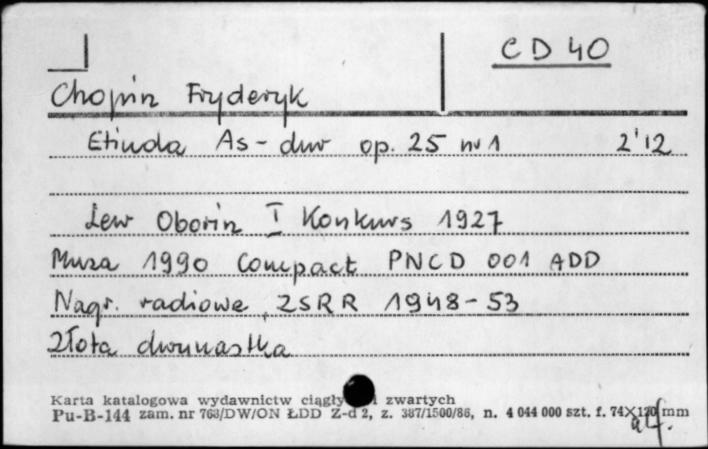 CD 40
Chopin Fryderyk
Etiuda As-dur op. 25 nr 1 2'12
Lew Oborin I Konkurs 1927
Muza 1990 Compact PNCD 001 ADD
Nagr. radiowe ZSRR 1948-53
Złota dwunastka
Karta katalogowa wydawnictw ciągły i zwartych
Pu-B-144 zam. nr 763/DW/ON ŁDD Z-d 2, z. 387/1500/86, n. 4 044 000 szt. f. 74X120 mm